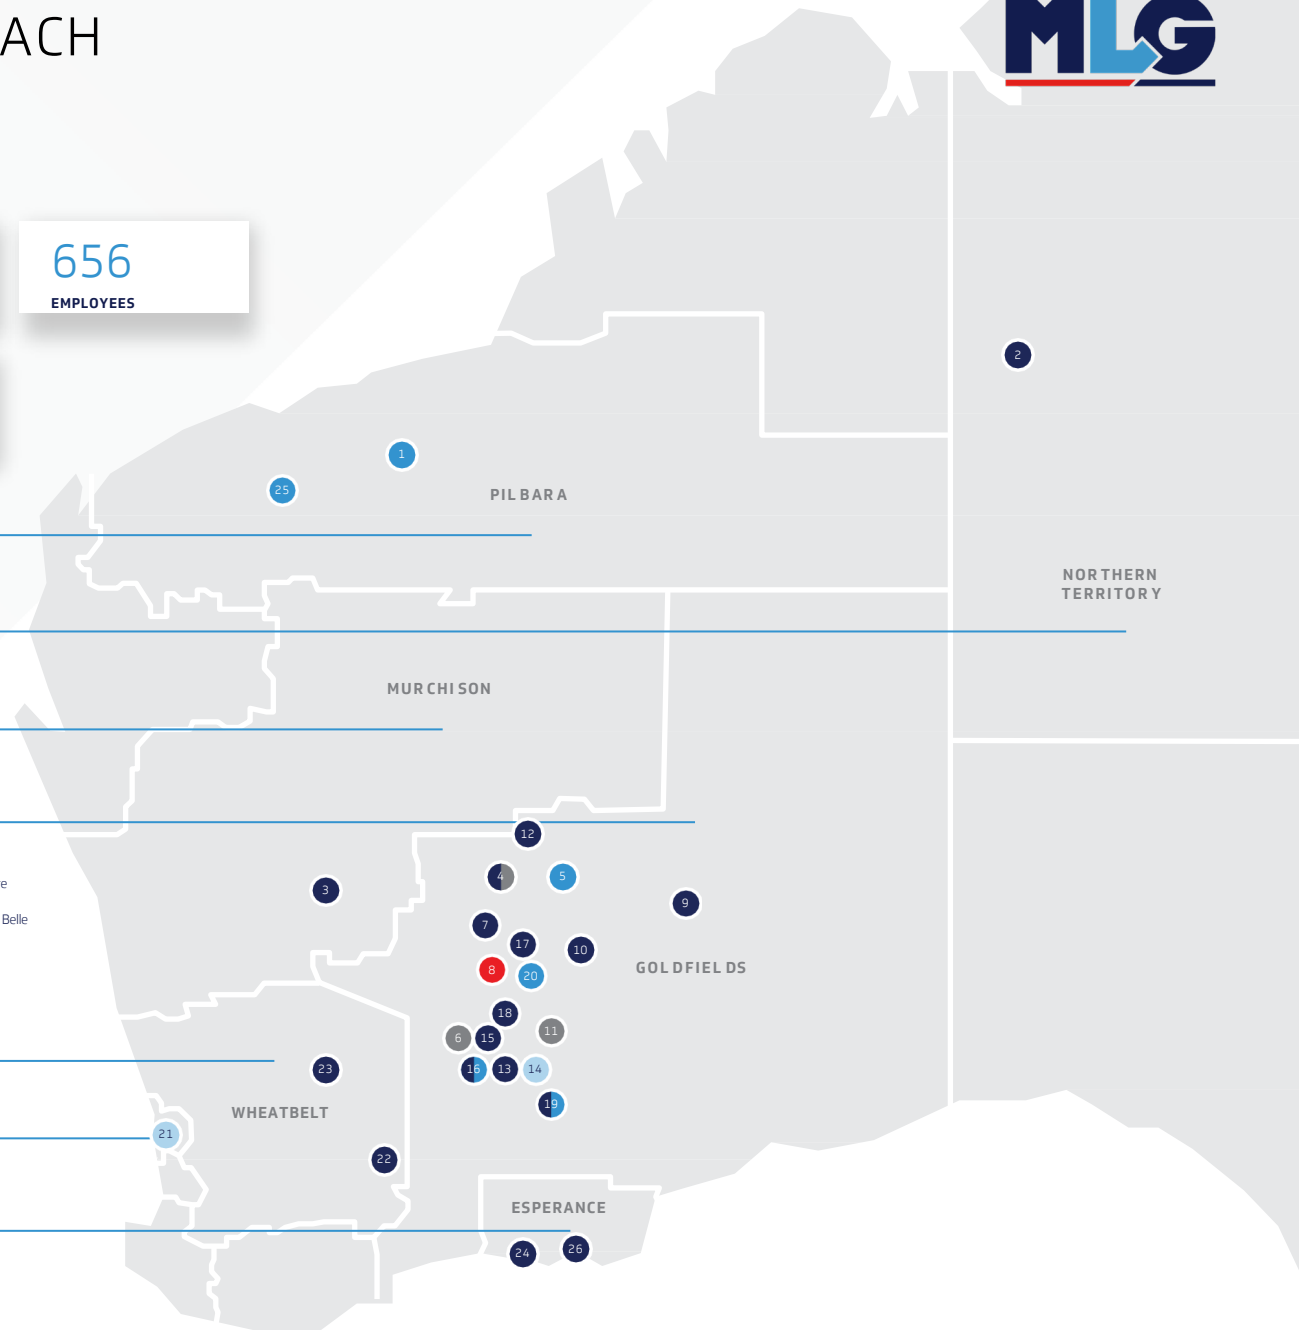 ACH
MLG
656
EMPLOYEES
2
1
25
PILBARA
NORTHERN
TERRITORY
MURCHISON
12
4
5
e
3
9
Belle
7
17
10
8
20
GOLDFIELDS
18
11
6
15
23
16
13
14
19
WHEATBELT
21
22
ESPERANCE
24
26